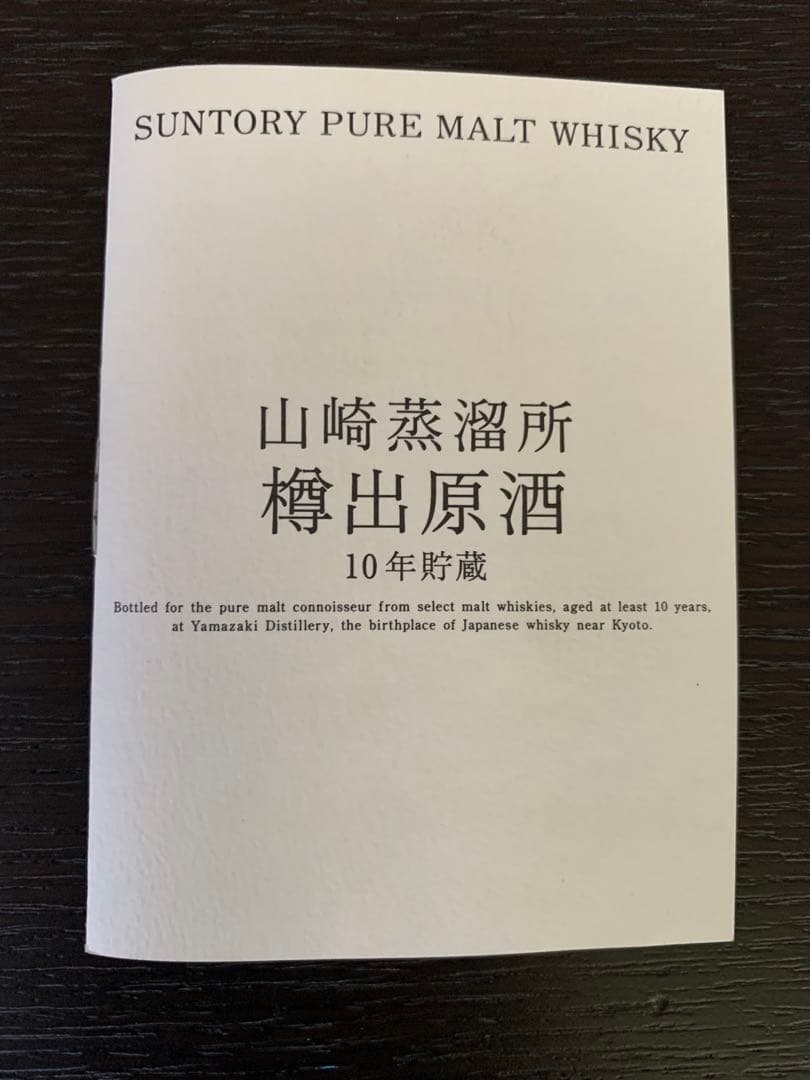 SUNTORY PURE MALT WHISKY
山崎蒸溜所
樽出原酒
10年貯蔵
Bottled for the pure malt connoisseur from select malt whiskies, aged at least 10 years,
at Yamazaki Distillery, the birthplace of Japanese whisky near Kyoto.